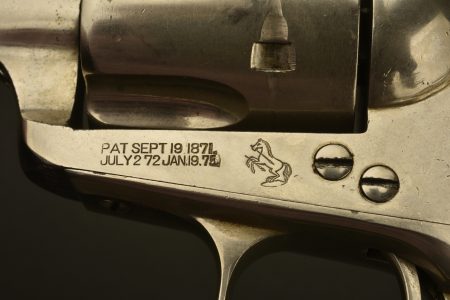 PAT SEPT 19 1871.
JULY 2 72 JAN.19.75.